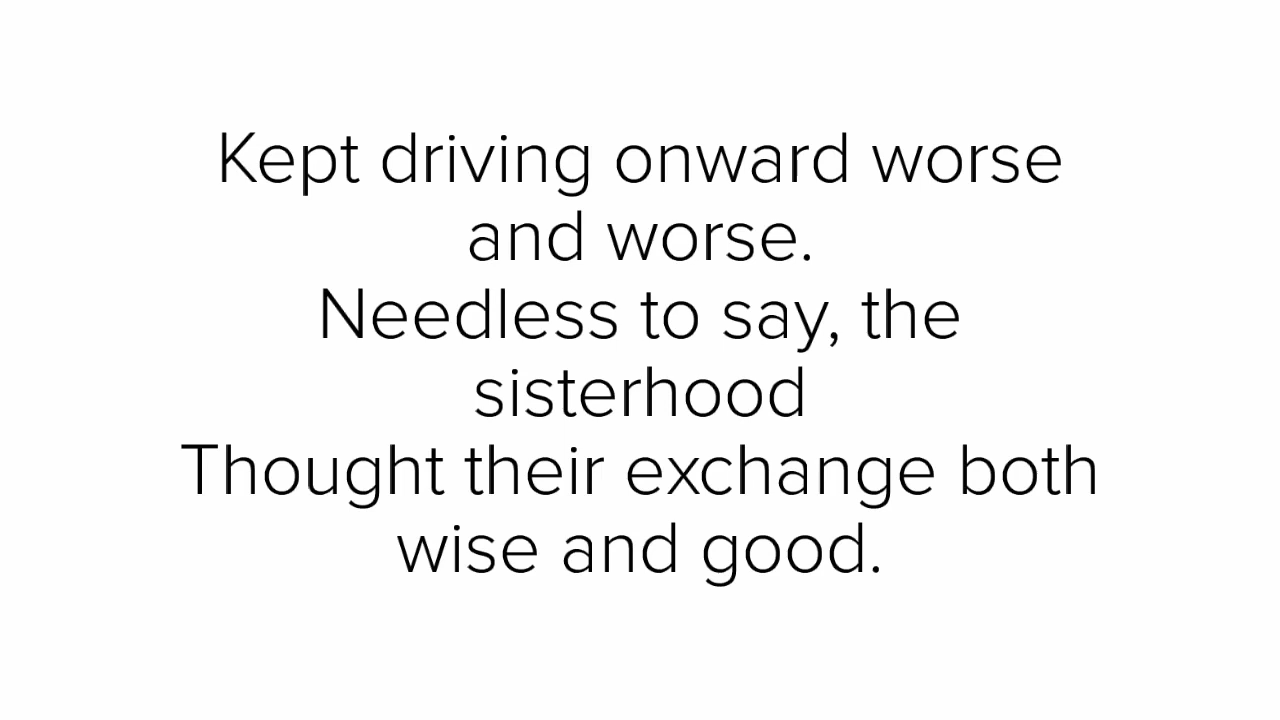 Kept driving onward worse
and worse.
Needless to say, the
sisterhood
Thought their exchange both
wise and good.